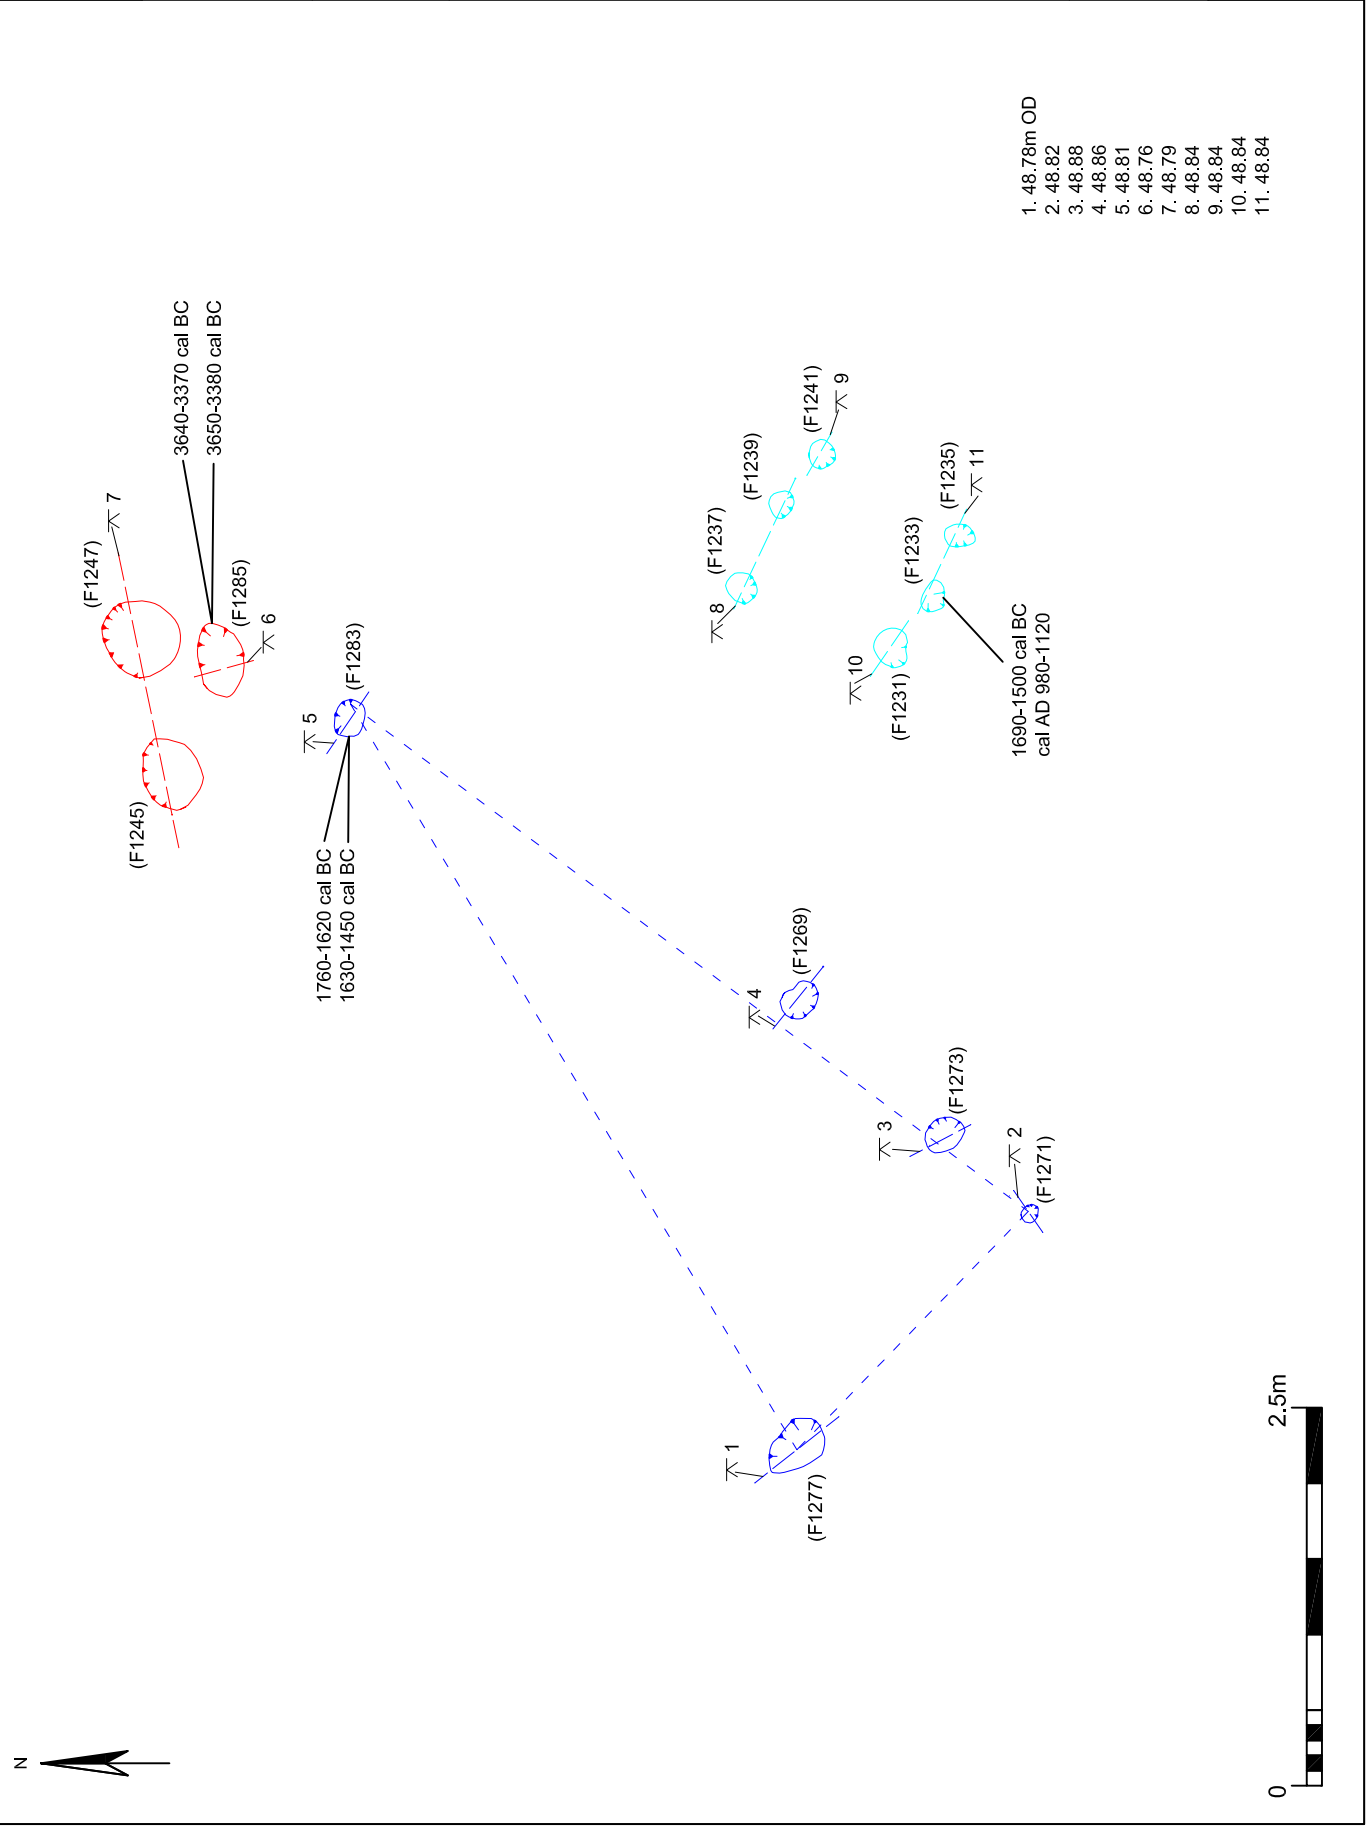 N
(F1247)
7
3640-3370 cal BC
3650-3380 cal BC
(F1245)
(F1285)
6
5
(F1283)
1760-1620 cal BC
1630-1450 cal BC
8
(F1237)
(F1239)
(F1241)
9
10
(F1231)
(F1233)
(F1235)
11
1690-1500 cal BC
cal AD 980-1120
4
(F1269)
3
(F1273)
2
(F1271)
1
(F1277)
1. 48.78m OD
2. 48.82
3. 48.88
4. 48.86
5. 48.81
6. 48.76
7. 48.79
8. 48.84
9. 48.84
10. 48.84
11. 48.84
0
2.5m